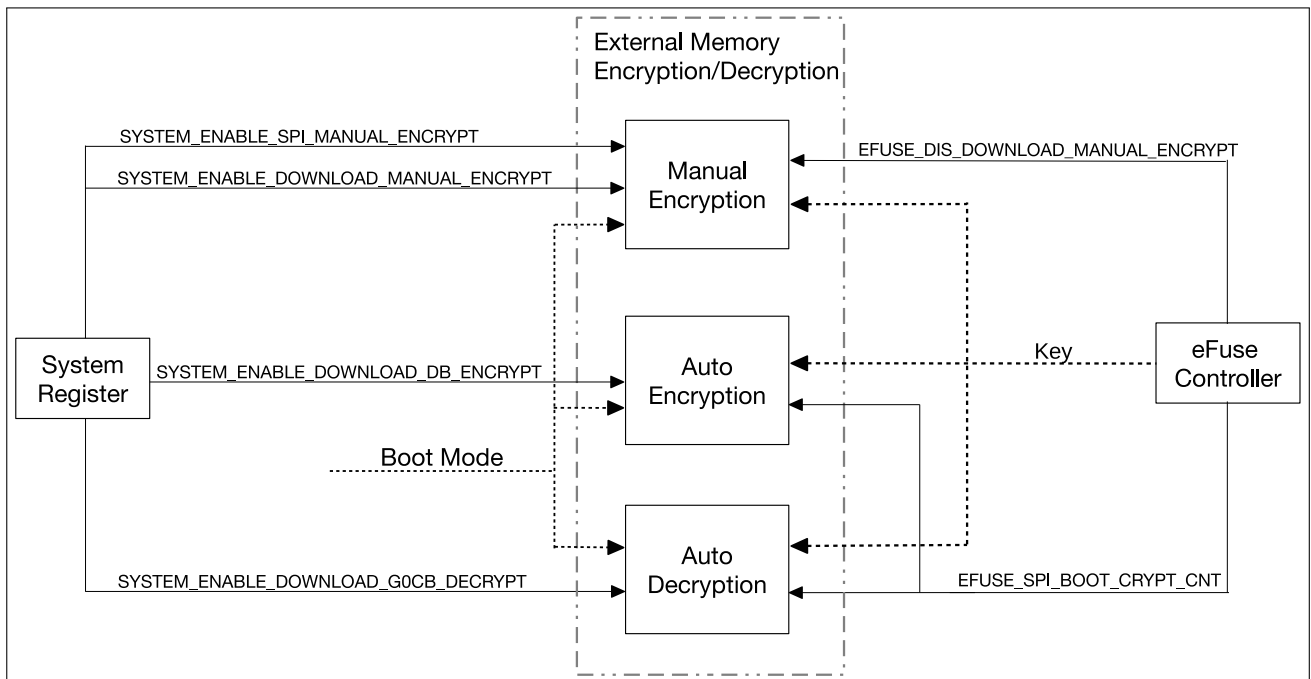 External Memory
Encryption/Decryption
SYSTEM_ENABLE_SPI_MANUAL_ENCRYPT
EFUSE_DIS_DOWNLOAD_MANUAL_ENCRYPT
SYSTEM_ENABLE_DOWNLOAD_MANUAL_ENCRYPT
Manual
Encryption
System
Register
SYSTEM_ENABLE_DOWNLOAD_DB_ENCRYPT
Auto
Encryption
Key
eFuse
Controller
Boot Mode
Auto
Decryption
SYSTEM_ENABLE_DOWNLOAD_G0CB_DECRYPT
EFUSE_SPI_BOOT_CRYPT_CNT